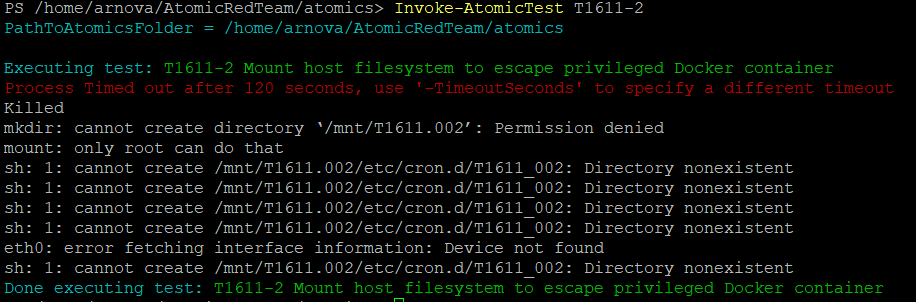 PS /home/arnova/AtomicRedTeam/atomics> Invoke-AtomicTest T1611-2
PathToAtomicsFolder = /home/arnova/AtomicRedTeam/atomics
Executing test: T1611-2 Mount host filesystem to escape privileged Docker container
Process Timed out after 120 seconds, use '-TimeoutSeconds' to specify a different timeout
Killed
mkdir: cannot create directory ‘/mnt/T1611.002’: Permission denied
mount: only root can do that
sh: 1: cannot create /mnt/T1611.002/etc/cron.d/T1611_002: Directory nonexistent
sh: 1: cannot create /mnt/T1611.002/etc/cron.d/T1611_002: Directory nonexistent
sh: 1: cannot create /mnt/T1611.002/etc/cron.d/T1611_002: Directory nonexistent
sh: 1: cannot create /mnt/T1611.002/etc/cron.d/T1611_002: Directory nonexistent
eth0: error fetching interface information: Device not found
sh: 1: cannot create /mnt/T1611.002/etc/cron.d/T1611_002: Directory nonexistent
Done executing test: T1611-2 Mount host filesystem to escape privileged Docker container